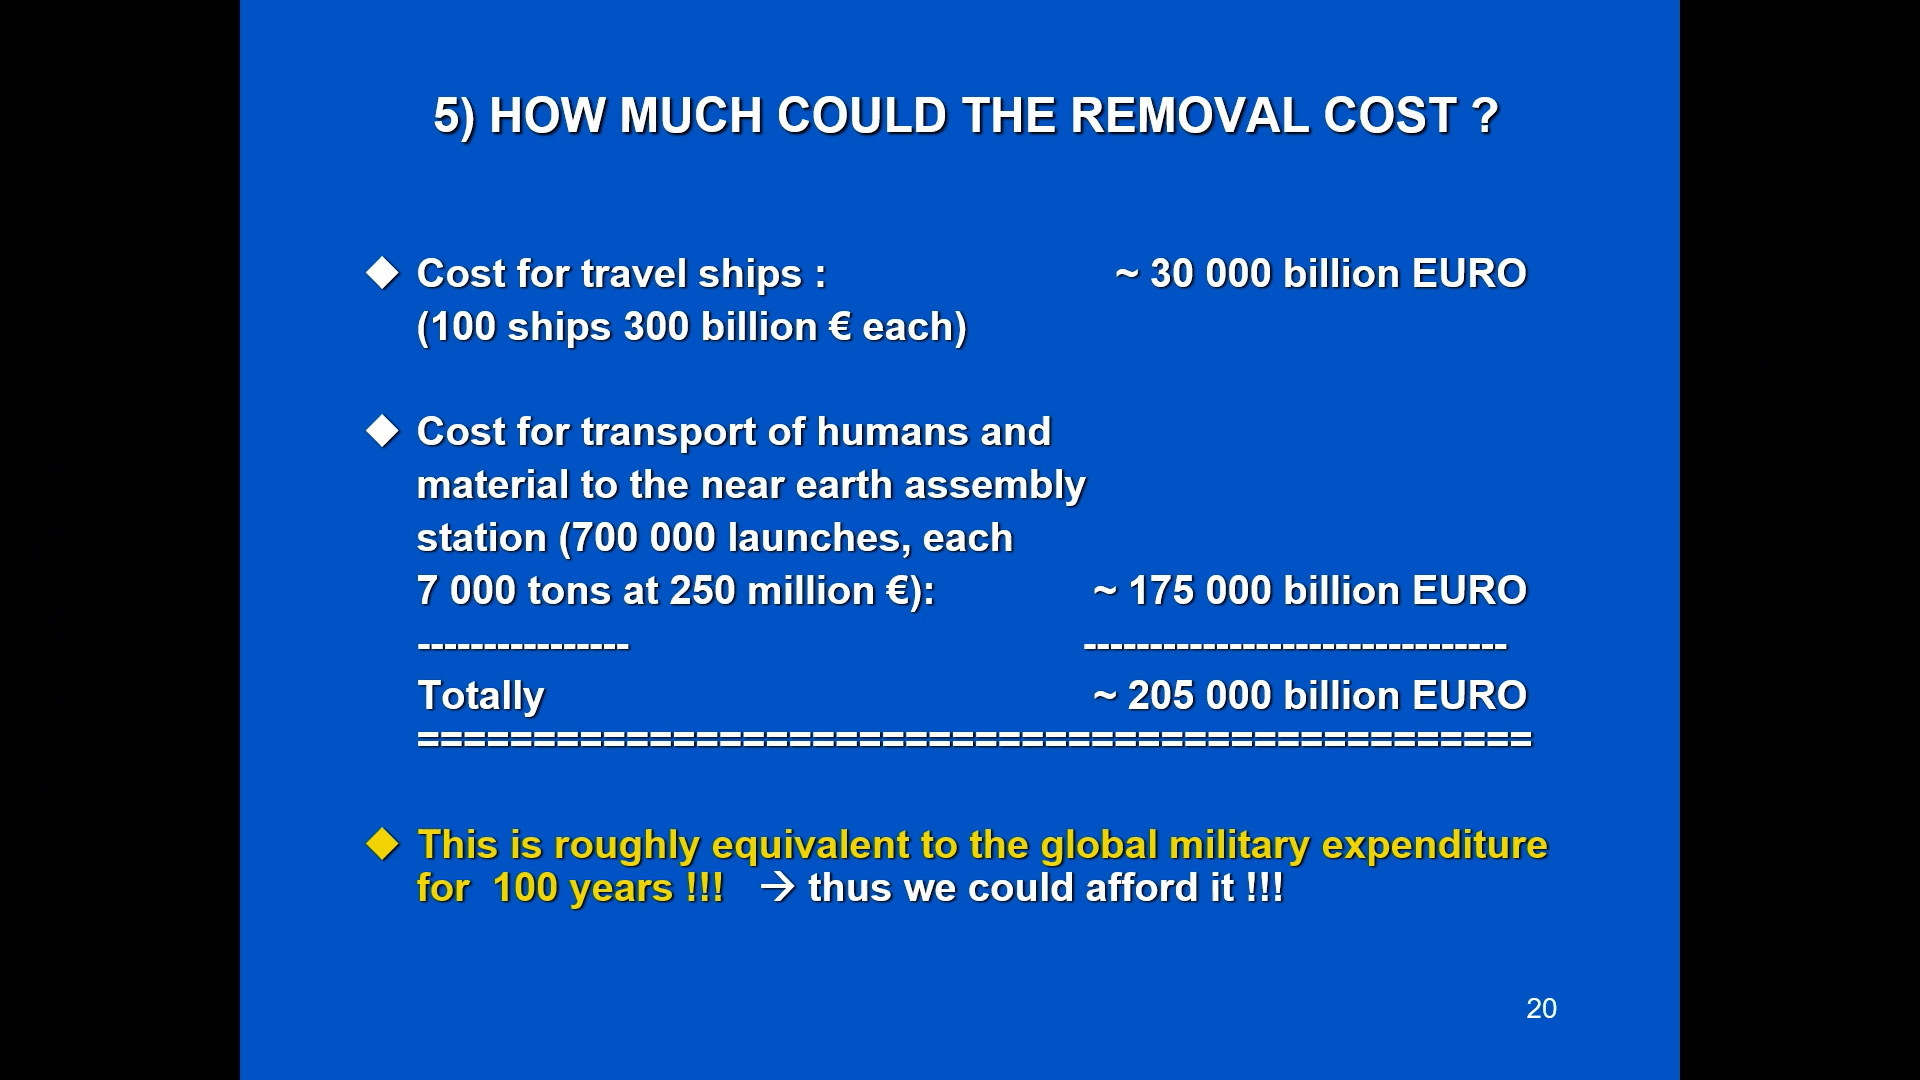 5) HOW MUCH COULD THE REMOVAL COST ?
◆ Cost for travel ships : ~ 30 000 billion EURO
(100 ships 300 billion € each)
◆ Cost for transport of humans and
material to the near earth assembly
station (700 000 launches, each
7 000 tons at 250 million €): ~ 175 000 billion EURO
---------------- --------------------------------
Totally ~ 205 000 billion EURO
================================================
◆ This is roughly equivalent to the global military expenditure
for 100 years !!! → thus we could afford it !!!
20